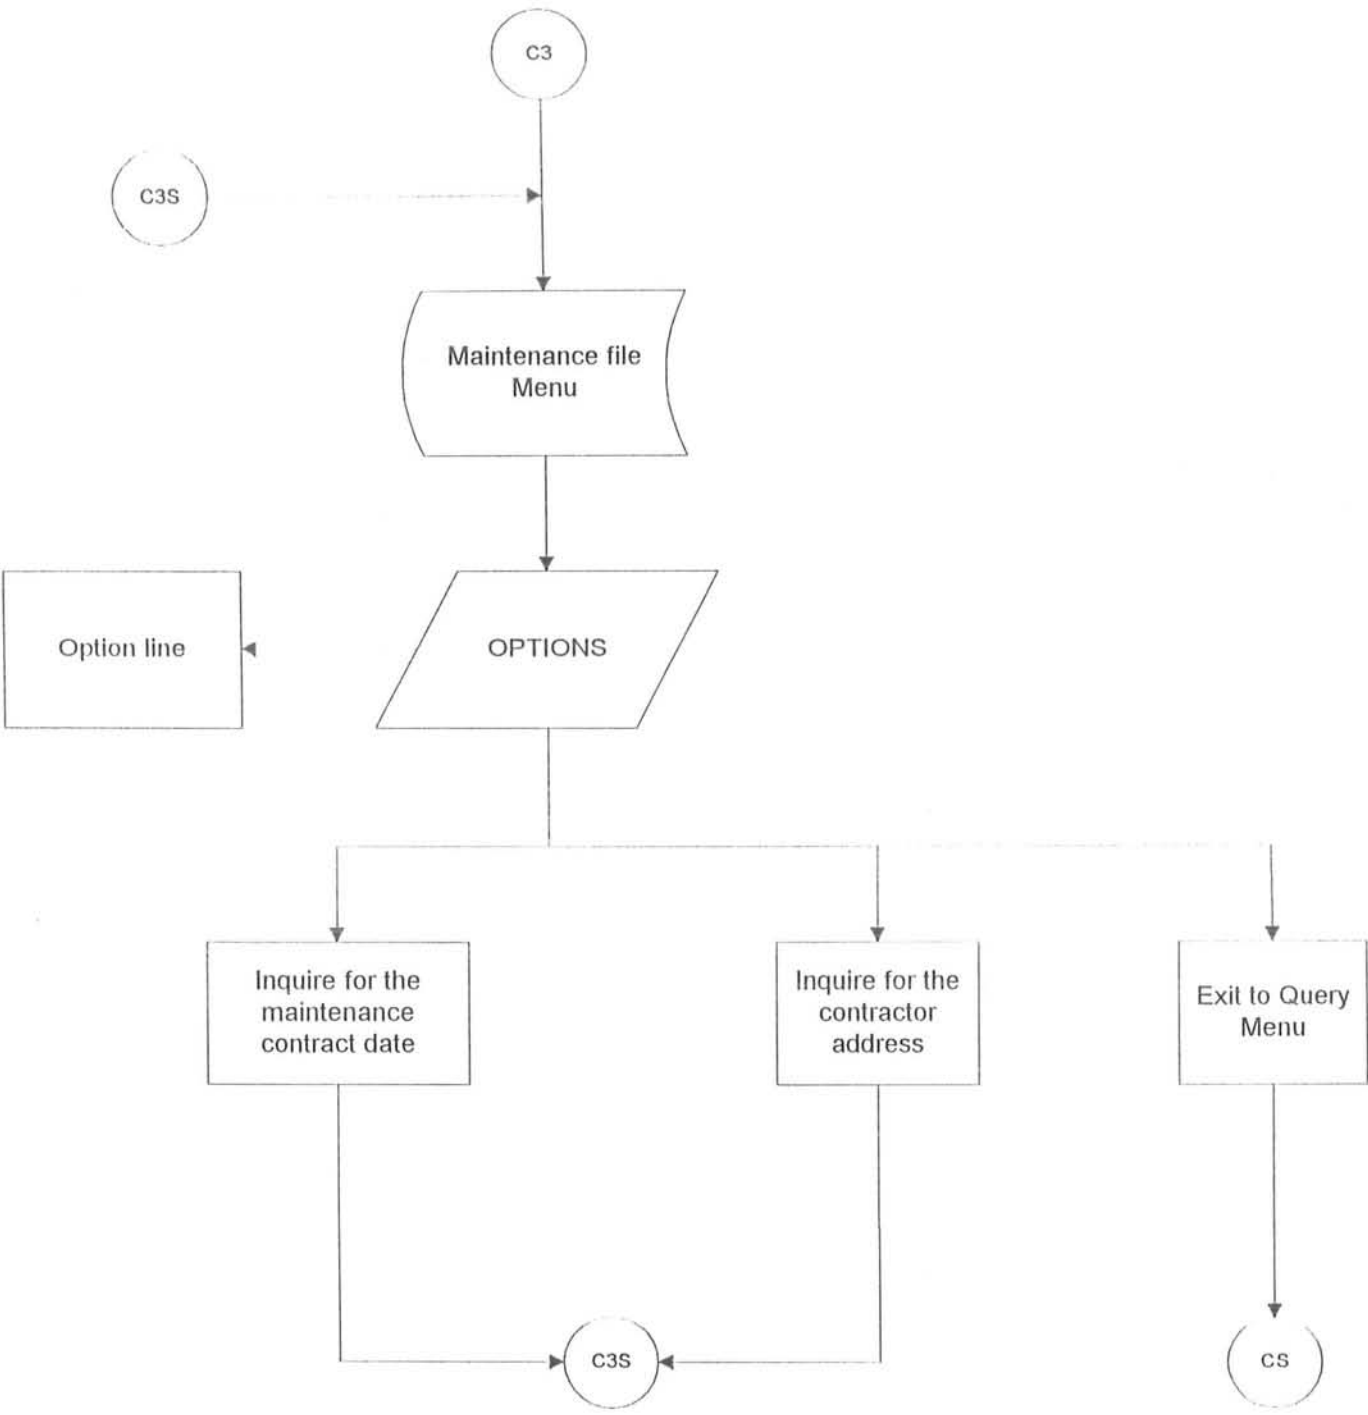 C3
C3S
Maintenance file
Menu
Option line
OPTIONS
Inquire for the
maintenance
contract date
Inquire for the
contractor
address
Exit to Query
Menu
C3S
CS